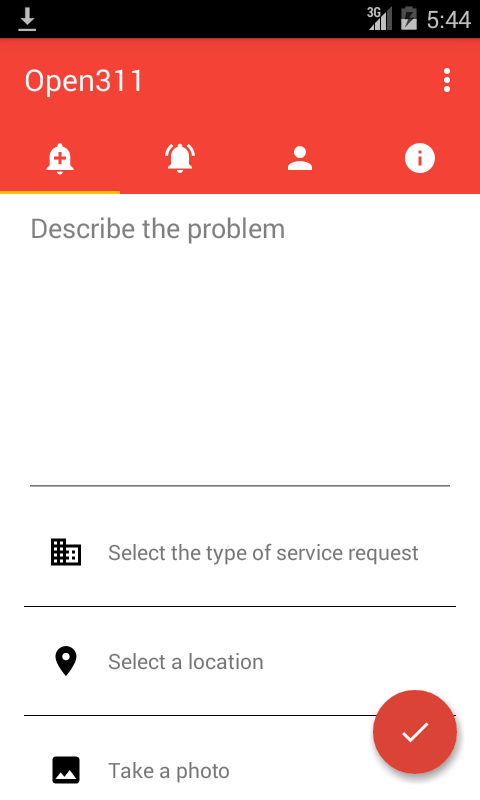 3G
5:44
Open311
Describe the problem
Select the type of service request
Select a location
Take a photo